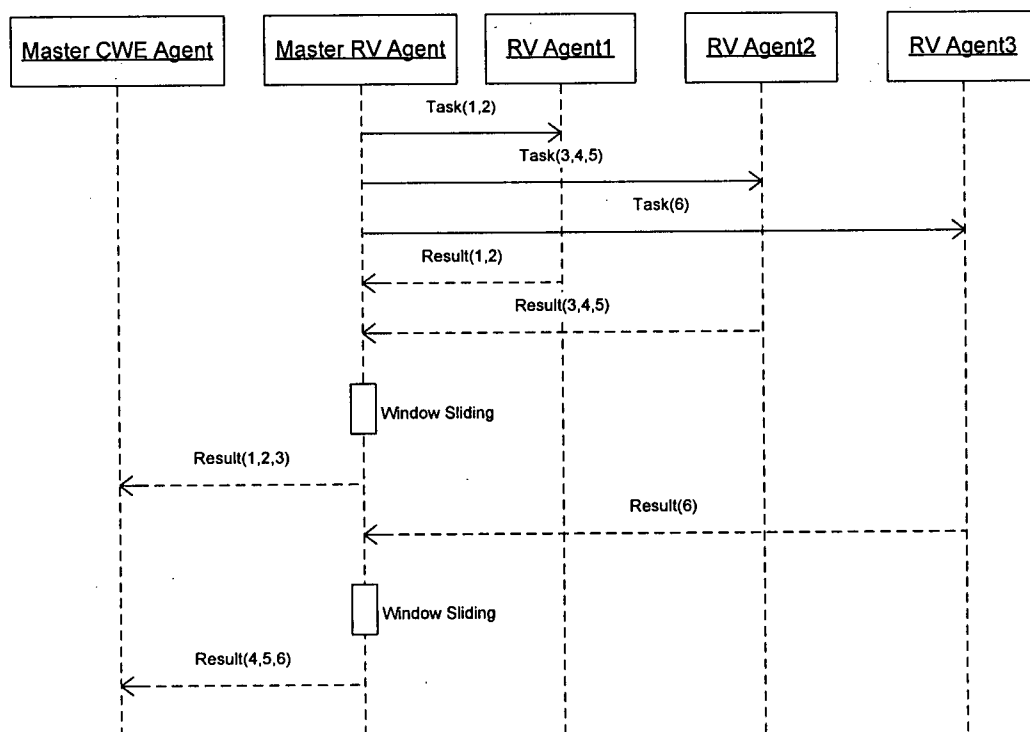 Master CWE Agent
Master RV Agent
RV Agent1
RV Agent2
RV Agent3
Task(1,2)
Task(3,4,5)
Task(6)
Result(1,2)
Result(3,4,5)
Window Sliding
Result(1,2,3)
Result(6)
Window Sliding
Result(4,5,6)